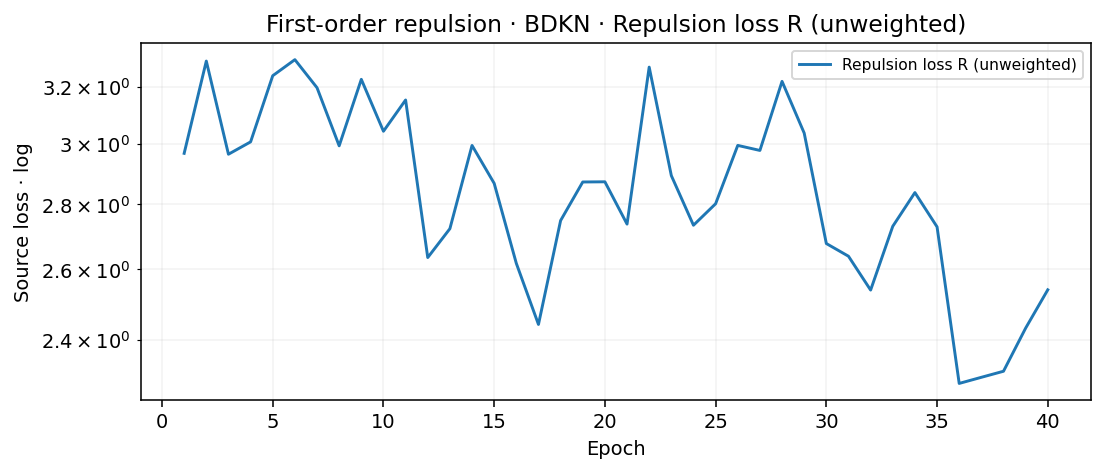 First-order repulsion · BDKN · Repulsion loss R (unweighted)
Repulsion loss R (unweighted)
Source loss · log
3.2 × 10⁰
3 × 10⁰
2.8 × 10⁰
2.6 × 10⁰
2.4 × 10⁰
0 5 10 15 20 25 30 35 40
Epoch